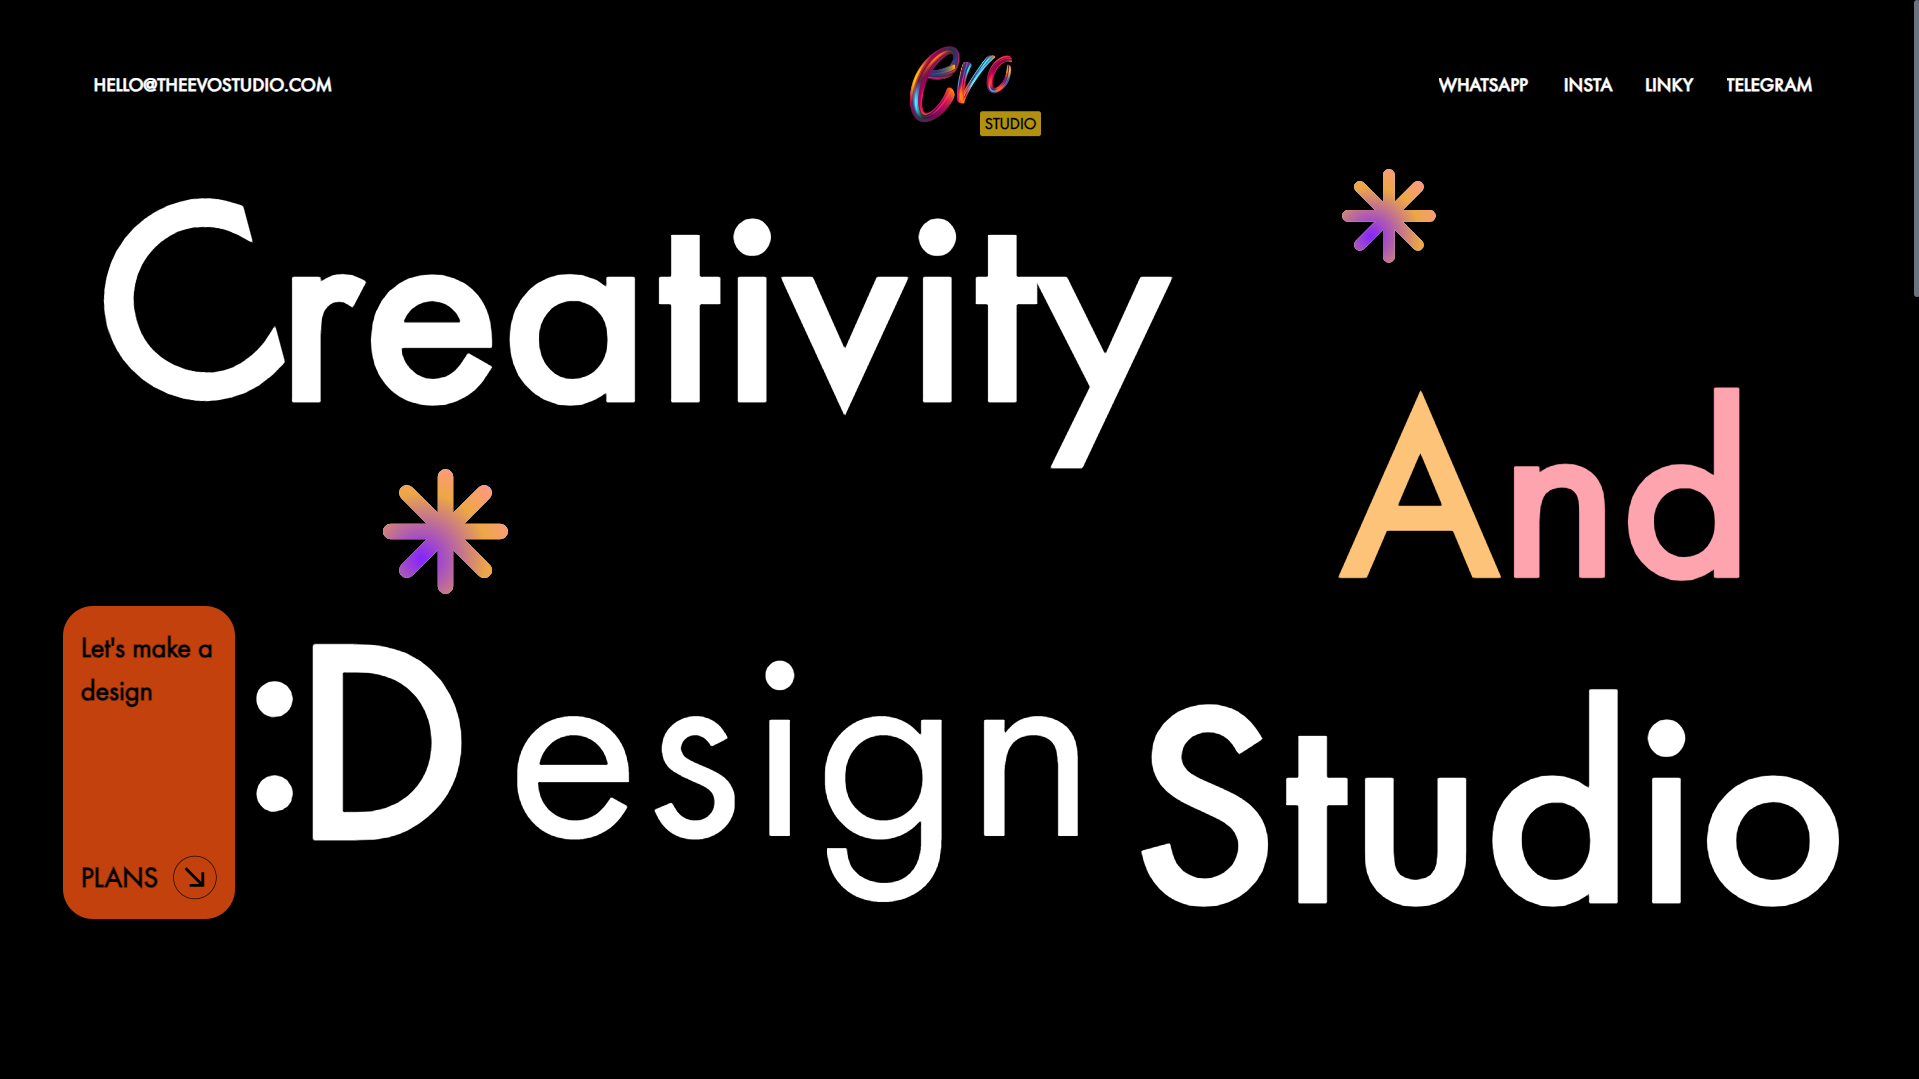 HELLO@THEEVOSTUDIO.COM
evo
STUDIO
WHATSAPP INSTA LINKY TELEGRAM
Creativity
And
:Design Studio
Let's make a
design
PLANS